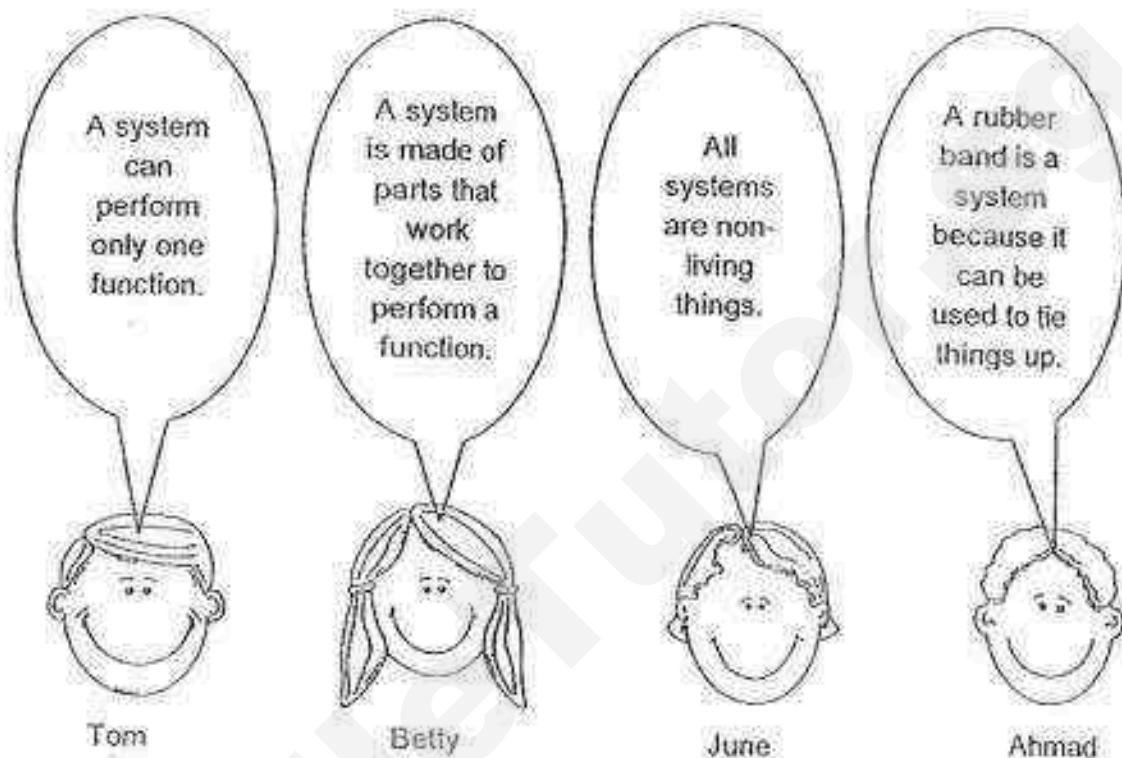 A system
can
perform
only one
function.
A system
is made of
parts that
work
together to
perform a
function.
All
systems
are non-
living
things.
A rubber
band is a
system
because it
can be
used to tie
things up.
Tom
Betty
June
Ahmad